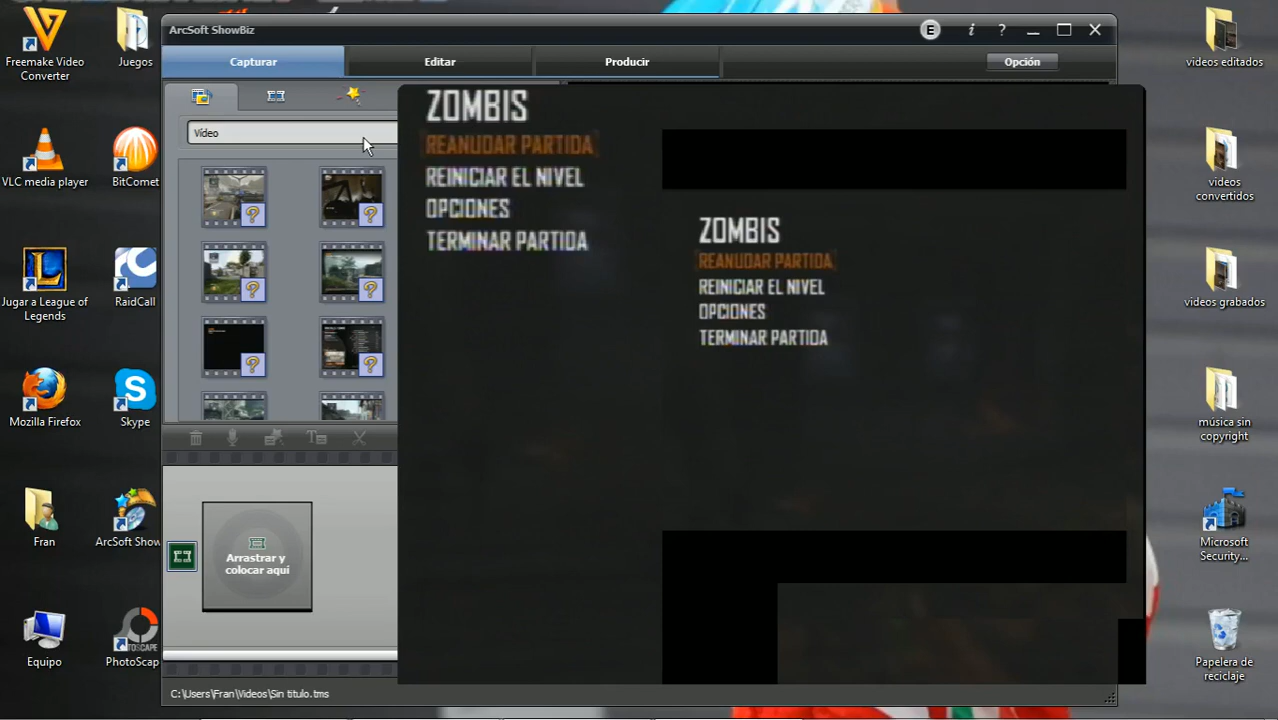 ArcSoft ShowBiz
E
i
?
Capturar
Editar
Producir
Opción
Vídeo
ZOMBIS
REANUDAR PARTIDA
REINICIAR EL NIVEL
OPCIONES
TERMINAR PARTIDA
ZOMBIS
REANUDAR PARTIDA
REINICIAR EL NIVEL
OPCIONES
TERMINAR PARTIDA
Arrastrar y
colocar aquí
C:\Users\Fran\Videos\Sin titulo.tms
Freemake Video
Converter
Juegos
VLC media player
BitComet
Jugar a League of
Legends
RaidCall
Mozilla Firefox
Skype
Fran
ArcSoft Show
Equipo
PhotoScap
videos editados
videos
convertidos
videos grabados
música sin
copyright
Microsoft
Security...
Papelera de
reciclaje